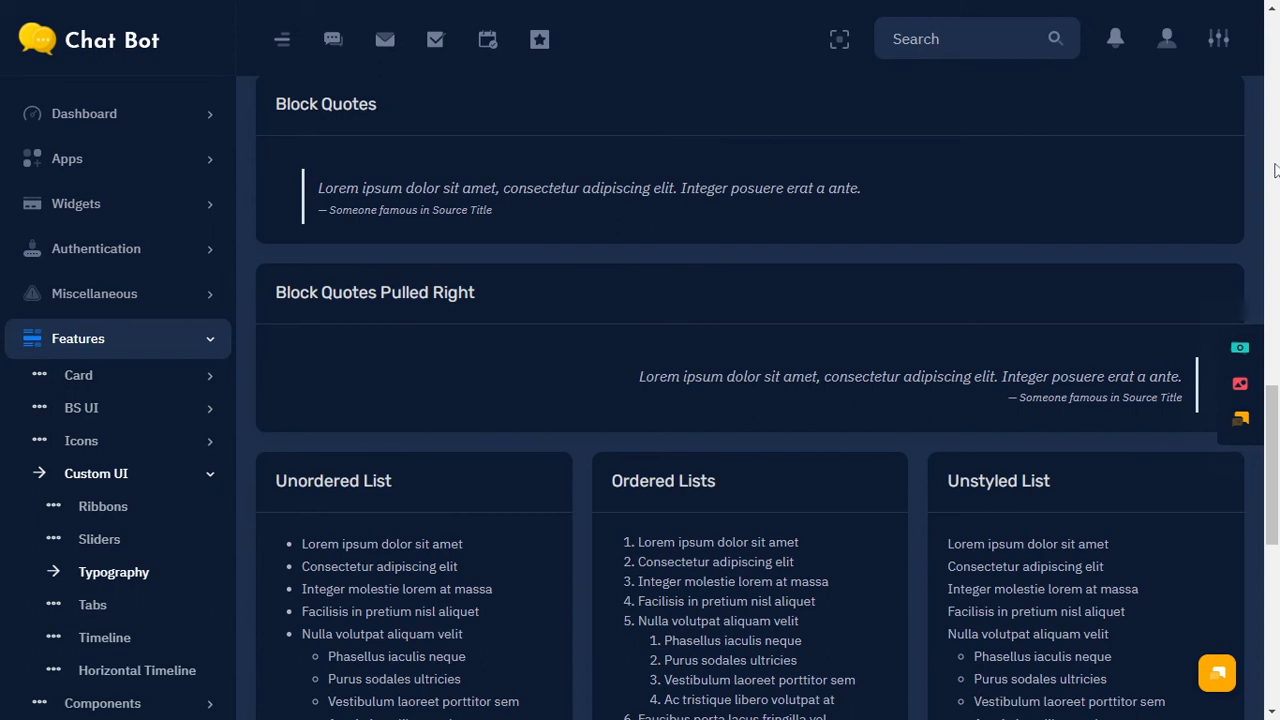 Chat Bot
Search
Dashboard
Apps
Widgets
Authentication
Miscellaneous
Features
Card
BS UI
Icons
Custom UI
Ribbons
Sliders
Typography
Tabs
Timeline
Horizontal Timeline
Components
Block Quotes
Lorem ipsum dolor sit amet, consectetur adipiscing elit. Integer posuere erat a ante.
— Someone famous in Source Title
Block Quotes Pulled Right
Lorem ipsum dolor sit amet, consectetur adipiscing elit. Integer posuere erat a ante.
— Someone famous in Source Title
Unordered List
Lorem ipsum dolor sit amet
Consectetur adipiscing elit
Integer molestie lorem at massa
Facilisis in pretium nisl aliquet
Nulla volutpat aliquam velit
Phasellus iaculis neque
Purus sodales ultricies
Vestibulum laoreet porttitor sem
Ordered Lists
1. Lorem ipsum dolor sit amet
2. Consectetur adipiscing elit
3. Integer molestie lorem at massa
4. Facilisis in pretium nisl aliquet
5. Nulla volutpat aliquam velit
1. Phasellus iaculis neque
2. Purus sodales ultricies
3. Vestibulum laoreet porttitor sem
4. Ac tristique libero volutpat at
6. Faucibus porta lacus fringilla vel
Unstyled List
Lorem ipsum dolor sit amet
Consectetur adipiscing elit
Integer molestie lorem at massa
Facilisis in pretium nisl aliquet
Nulla volutpat aliquam velit
Phasellus iaculis neque
Purus sodales ultricies
Vestibulum laoreet porttitor sem